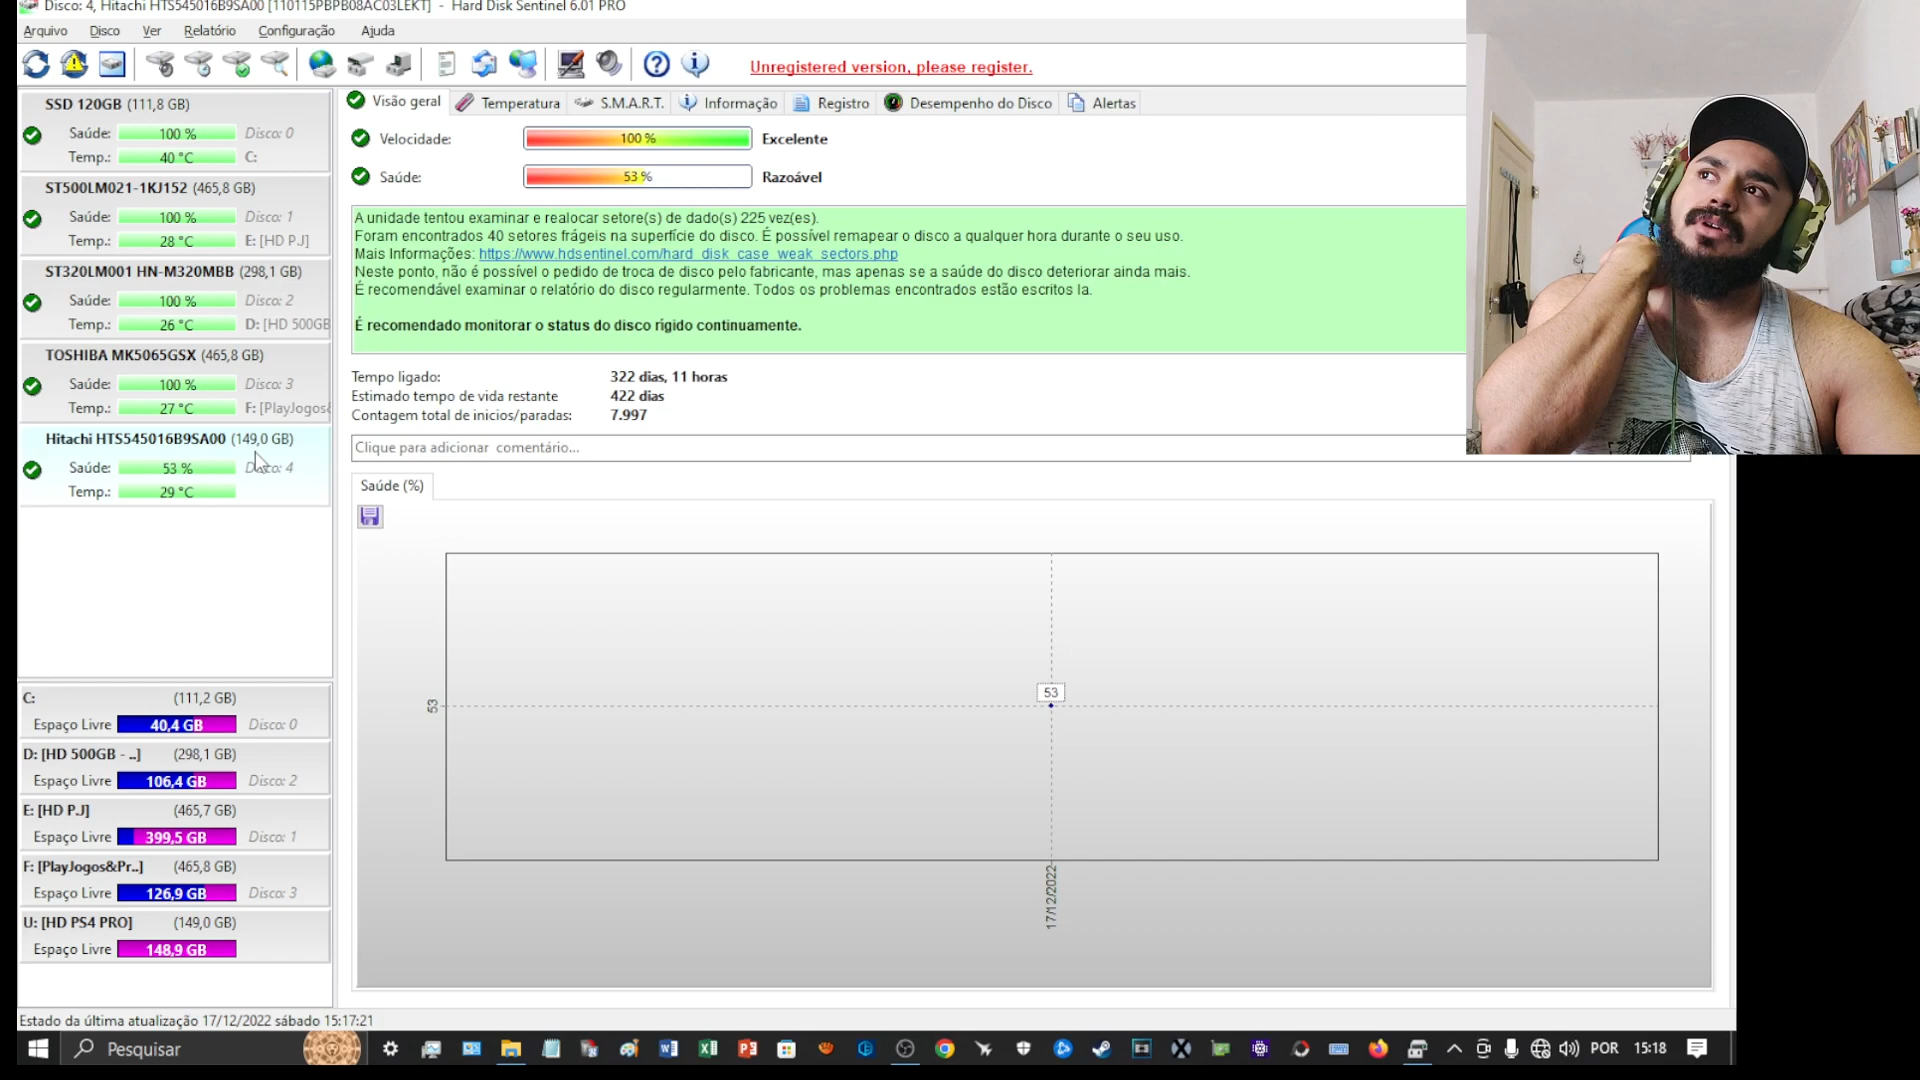 Disco: 4, Hitachi HTS545016B9SA00 [110115PBPB08AC03LEKT] - Hard Disk Sentinel 6.01 PRO
Arquivo Disco Ver Relatório Configuração Ajuda
Unregistered version, please register.
SSD 120GB (111,8 GB)
Saúde: 100 % Disco: 0
Temp.: 40 °C C:
ST500LM021-1KJ152 (465,8 GB)
Saúde: 100 % Disco: 1
Temp.: 28 °C E: [HD P.J]
ST320LM001 HN-M320MBB (298,1 GB)
Saúde: 100 % Disco: 2
Temp.: 26 °C D: [HD 500GB
TOSHIBA MK5065GSX (465,8 GB)
Saúde: 100 % Disco: 3
Temp.: 27 °C F: [PlayJogos&
Hitachi HTS545016B9SA00 (149,0 GB)
Saúde: 53 % Disco: 4
Temp.: 29 °C
C: (111,2 GB)
Espaço Livre 40,4 GB Disco: 0
D: [HD 500GB - ..] (298,1 GB)
Espaço Livre 106,4 GB Disco: 2
E: [HD P.J] (465,7 GB)
Espaço Livre 399,5 GB Disco: 1
F: [PlayJogos&Pr..] (465,8 GB)
Espaço Livre 126,9 GB Disco: 3
U: [HD PS4 PRO] (149,0 GB)
Espaço Livre 148,9 GB
Visão geral Temperatura S.M.A.R.T. Informação Registro Desempenho do Disco Alertas
Velocidade: 100 % Excelente
Saúde: 53 % Razoável
A unidade tentou examinar e realocar setore(s) de dado(s) 225 vez(es).
Foram encontrados 40 setores frágeis na superfície do disco. É possível remapear o disco a qualquer hora durante o seu uso.
Mais Informações: https://www.hdsentinel.com/hard_disk_case_weak_sectors.php
Neste ponto, não é possível o pedido de troca de disco pelo fabricante, mas apenas se a saúde do disco deteriorar ainda mais.
É recomendável examinar o relatório do disco regularmente. Todos os problemas encontrados estão escritos la.
É recomendado monitorar o status do disco rígido continuamente.
Tempo ligado: 322 dias, 11 horas
Estimado tempo de vida restante 422 dias
Contagem total de inicios/paradas: 7.997
Clique para adicionar comentário...
Saúde (%)
53
53
17/12/2022
Estado da última atualização 17/12/2022 sábado 15:17:21
Pesquisar
POR 15:18